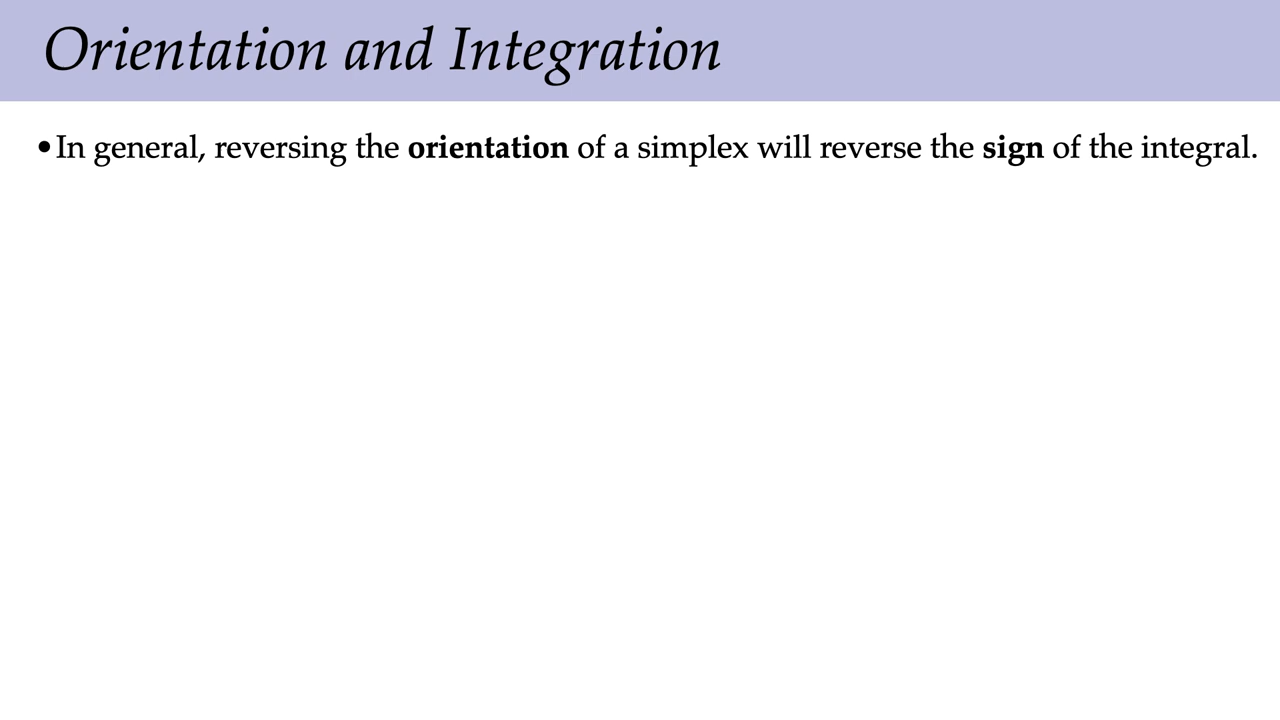 Orientation and Integration
•In general, reversing the orientation of a simplex will reverse the sign of the integral.